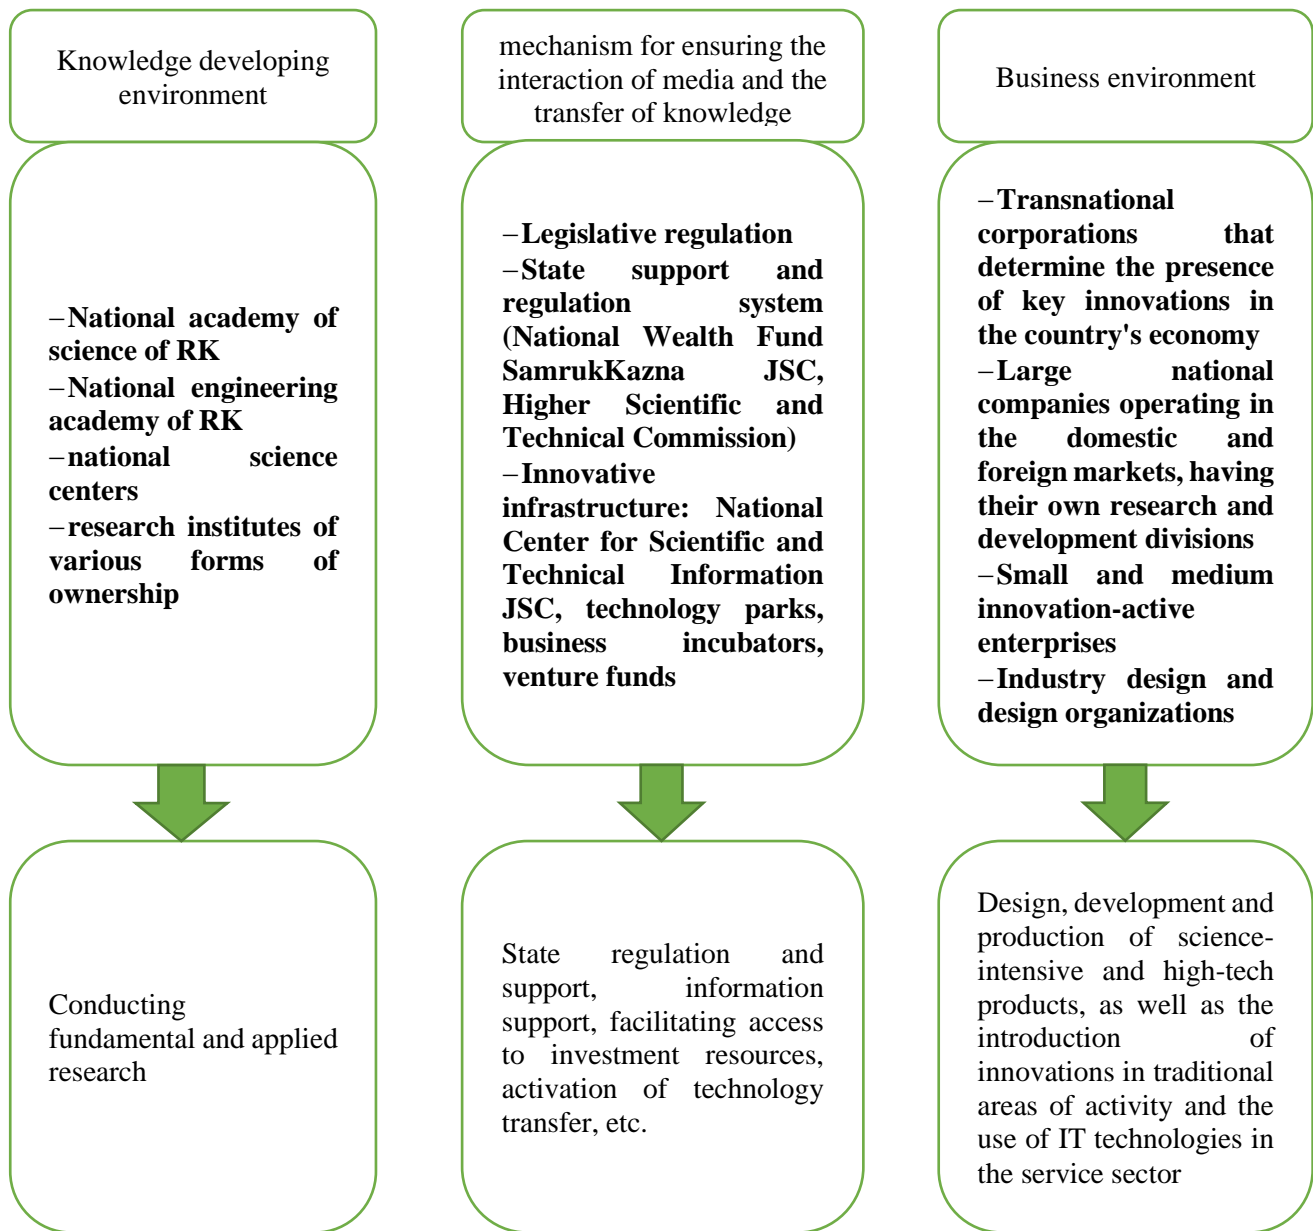 Knowledge developing
environment
mechanism for ensuring the
interaction of media and the
transfer of knowledge
Business environment
–National academy of
science of RK
–National engineering
academy of RK
–national science
centers
–research institutes of
various forms of
ownership
–Legislative regulation
–State support and
regulation system
(National Wealth Fund
SamrukKazna JSC,
Higher Scientific and
Technical Commission)
–Innovative
infrastructure: National
Center for Scientific and
Technical Information
JSC, technology parks,
business incubators,
venture funds
–Transnational
corporations that
determine the presence
of key innovations in
the country's economy
–Large national
companies operating in
the domestic and
foreign markets, having
their own research and
development divisions
–Small and medium
innovation-active
enterprises
–Industry design and
design organizations
Conducting
fundamental and applied
research
State regulation and
support, information
support, facilitating access
to investment resources,
activation of technology
transfer, etc.
Design, development and
production of science-
intensive and high-tech
products, as well as the
introduction of
innovations in traditional
areas of activity and the
use of IT technologies in
the service sector